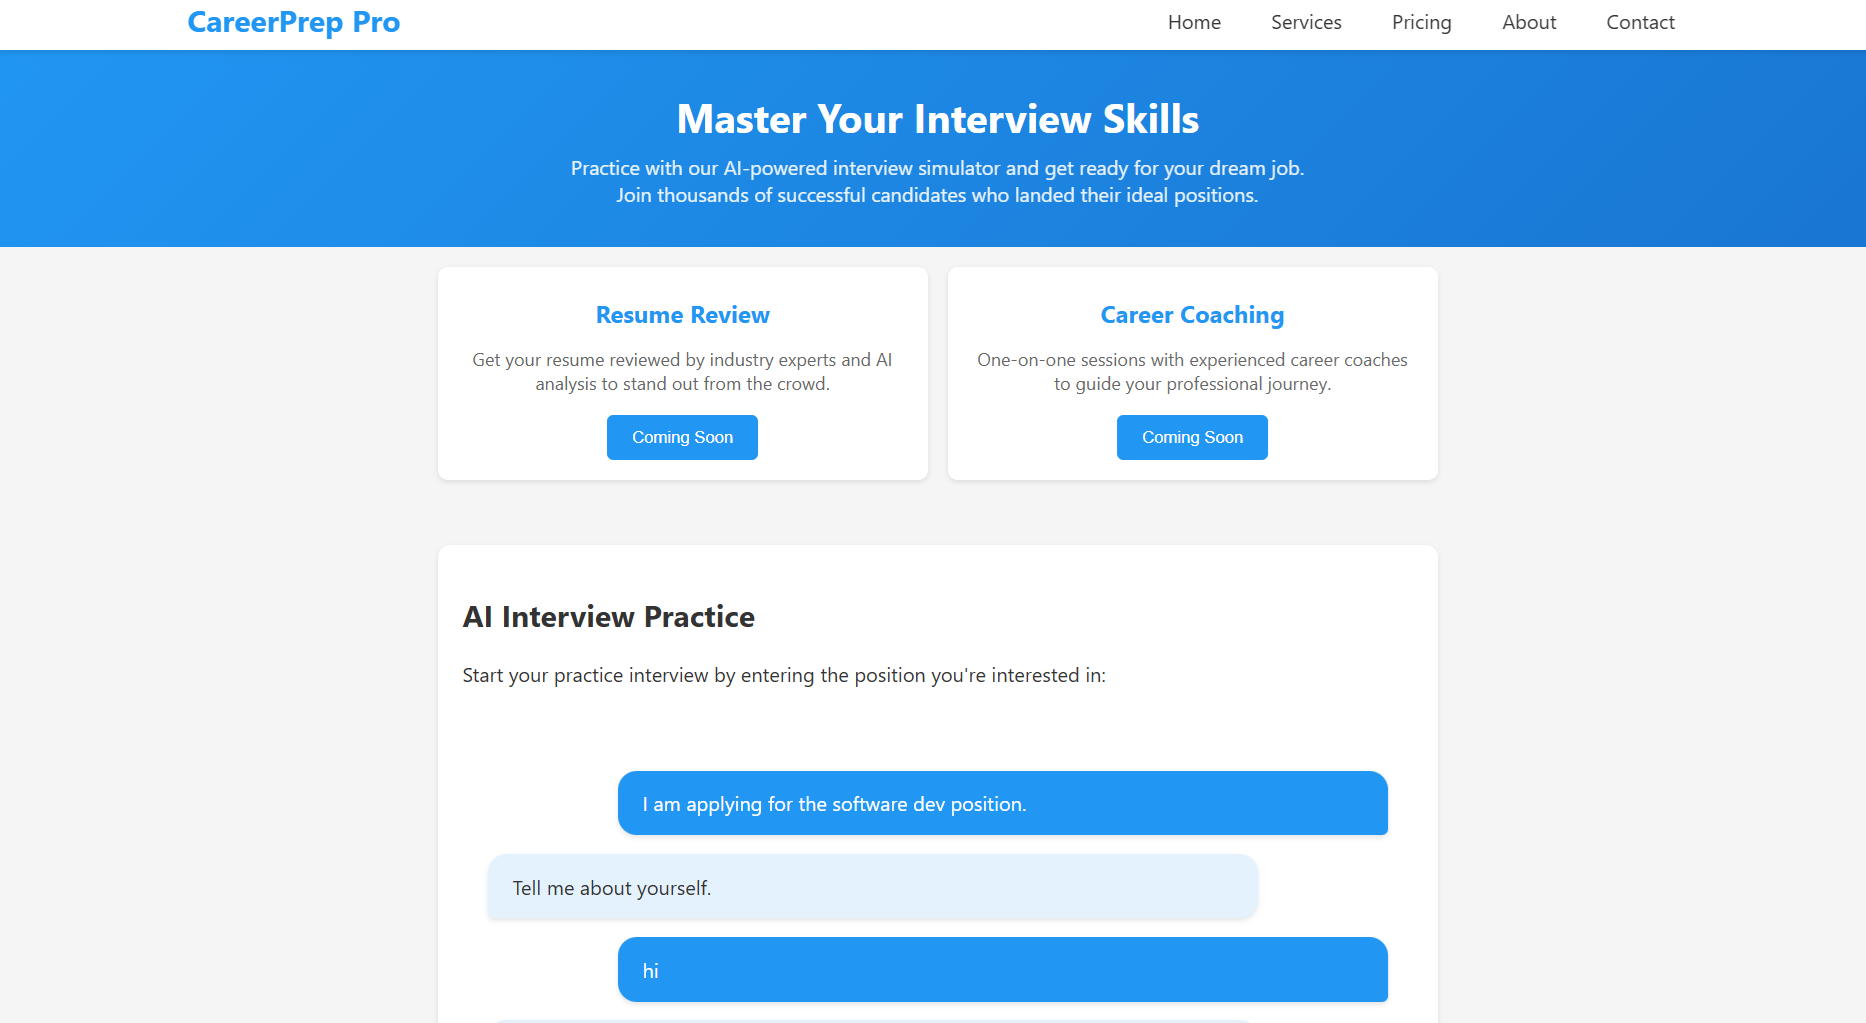 CareerPrep Pro
Home Services Pricing About Contact
Master Your Interview Skills
Practice with our AI-powered interview simulator and get ready for your dream job.
Join thousands of successful candidates who landed their ideal positions.
Resume Review
Get your resume reviewed by industry experts and AI
analysis to stand out from the crowd.
Coming Soon
Career Coaching
One-on-one sessions with experienced career coaches
to guide your professional journey.
Coming Soon
AI Interview Practice
Start your practice interview by entering the position you're interested in:
I am applying for the software dev position.
Tell me about yourself.
hi